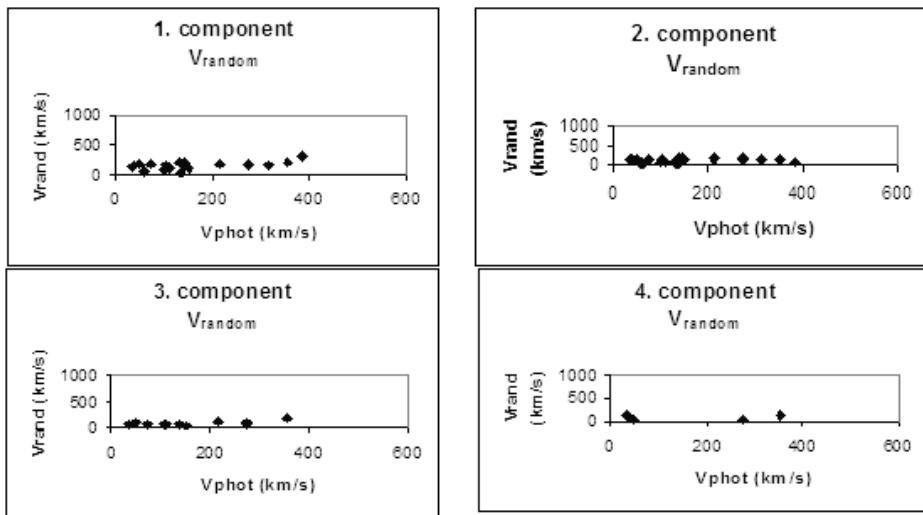 1. component
Vrandom
Vrand (km/s)
1000
500
0
0 200 400 600
Vphot (km/s)
2. component
Vrandom
Vrand
(km/s)
1000
500
0
0 200 400 600
Vphot (km/s)
3. component
Vrandom
Vrand (km/s)
1000
500
0
0 200 400 600
Vphot (km/s)
4. component
Vrandom
Vrand
(km/s)
1000
500
0
0 200 400 600
Vphot (km/s)